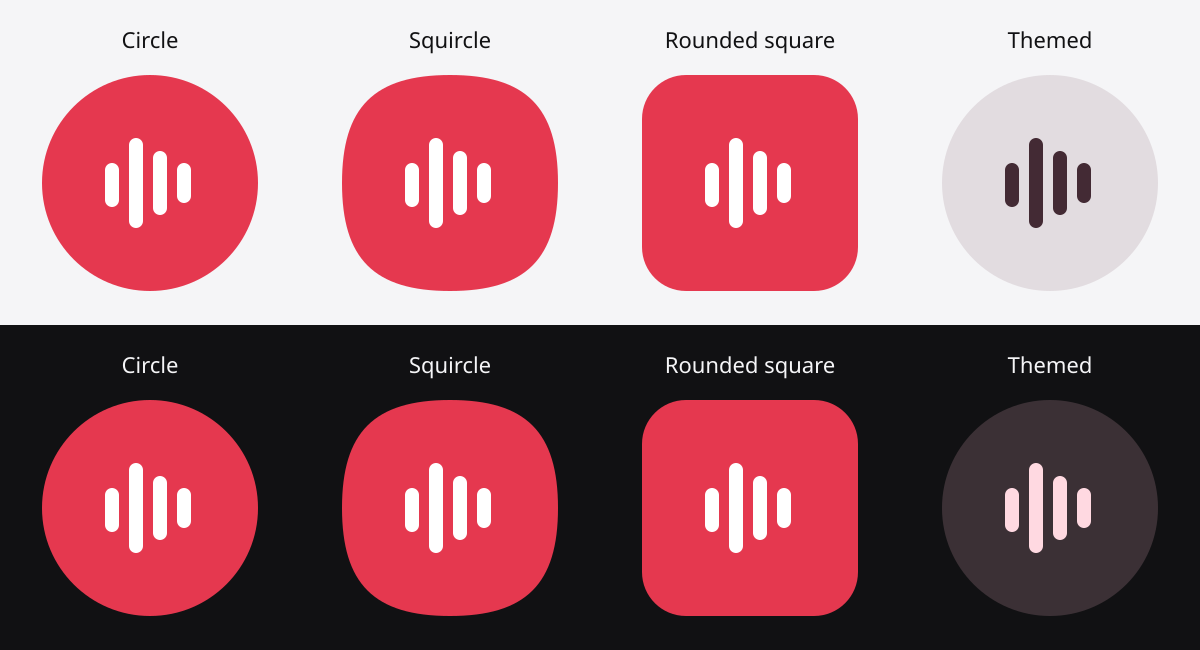 Circle
Squircle
Rounded square
Themed
Circle
Squircle
Rounded square
Themed